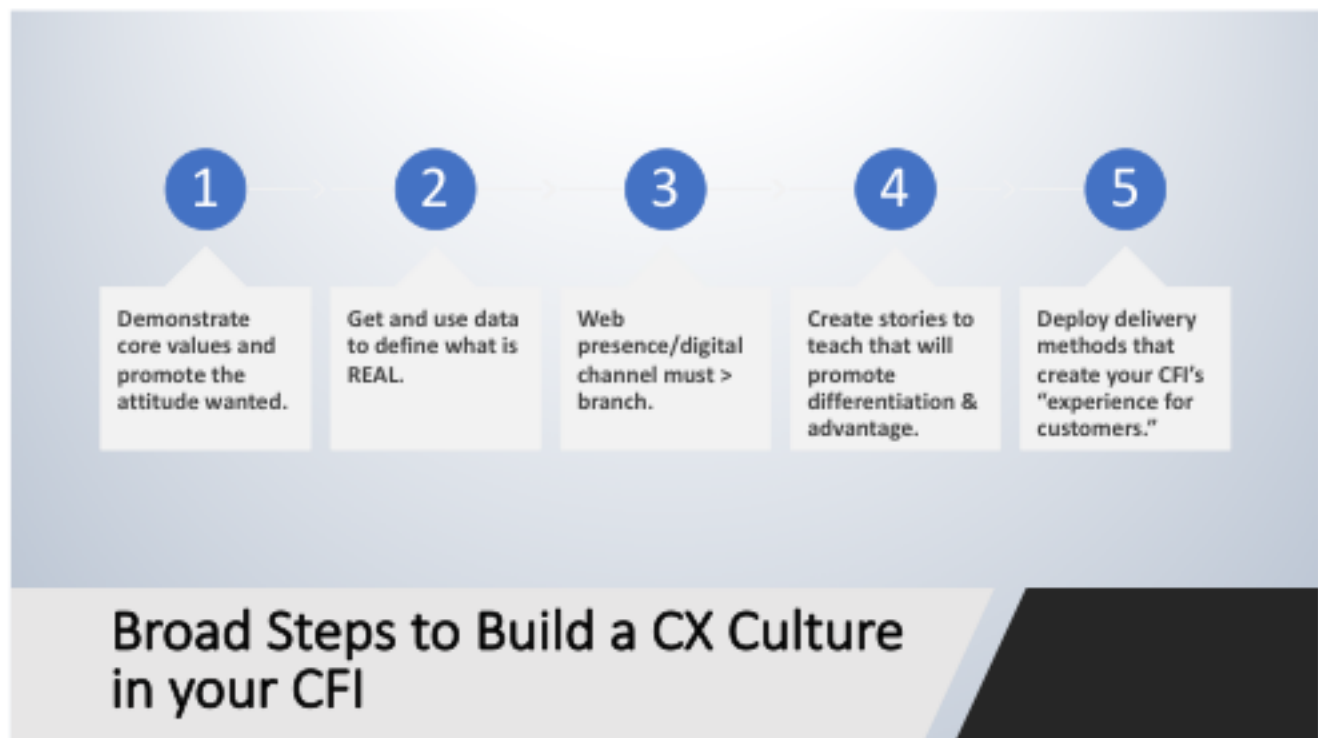 1
Demonstrate
core values and
promote the
attitude wanted.
2
Get and use data
to define what is
REAL.
3
Web
presence/digital
channel must >
branch.
4
Create stories to
teach that will
promote
differentiation &
advantage.
5
Deploy delivery
methods that
create your CFI's
“experience for
customers.”
Broad Steps to Build a CX Culture
in your CFI